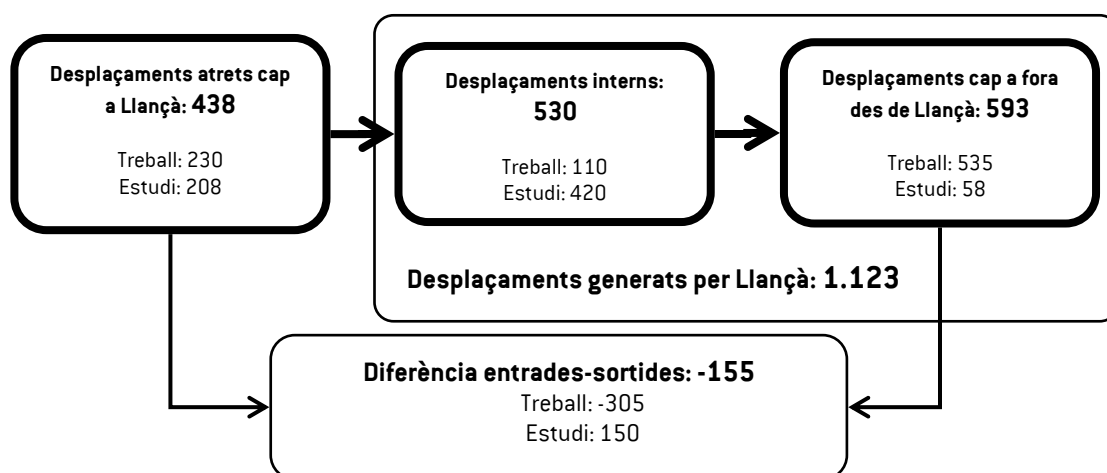 Desplaçaments atrets cap
a Llançà: 438
Treball: 230
Estudi: 208
Desplaçaments interns:
530
Treball: 110
Estudi: 420
Desplaçaments cap a fora
des de Llançà: 593
Treball: 535
Estudi: 58
Desplaçaments generats per Llançà: 1.123
Diferència entrades-sortides: -155
Treball: -305
Estudi: 150